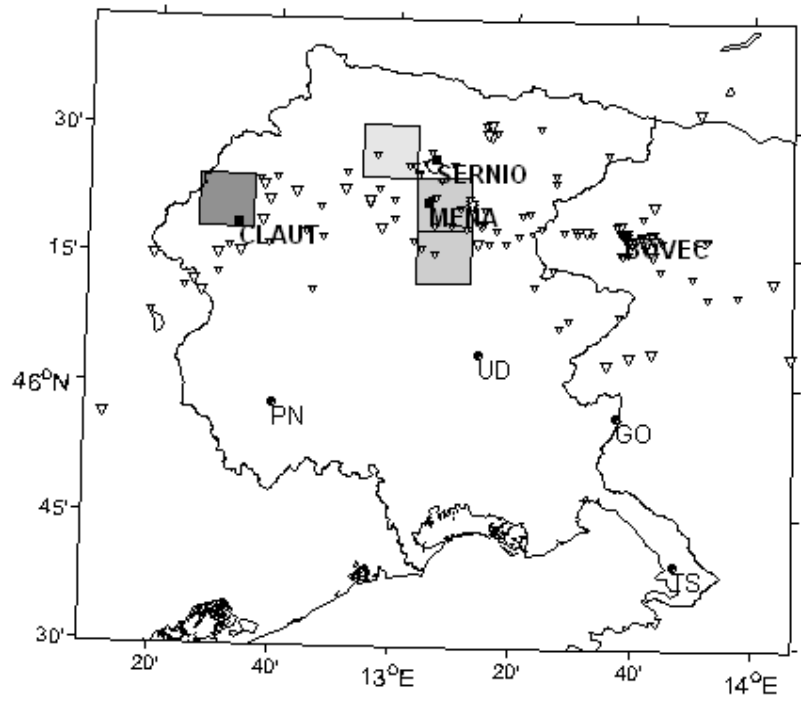 30'
SERNIO
MENA
CLAUT
15'
BOVEC
UD
46°N
PN
GO
45'
TS
30'
20'
40'
13°E
20'
40'
14°E